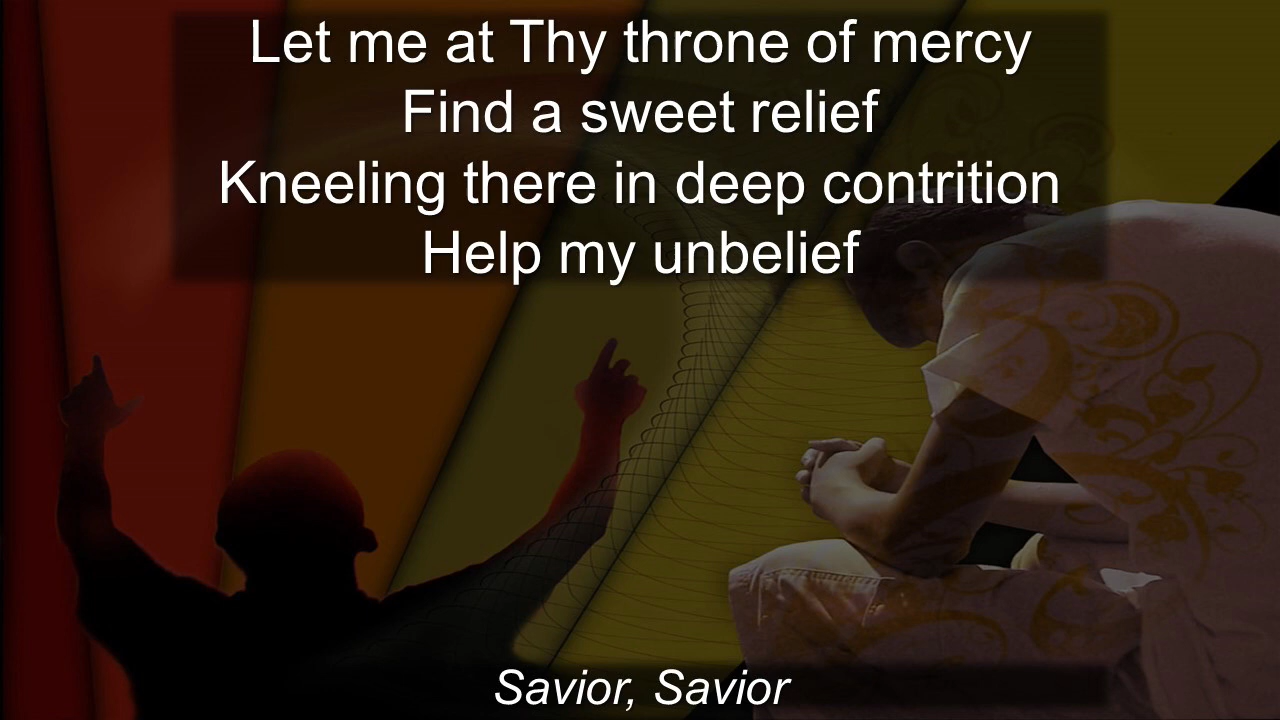 Let me at Thy throne of mercy
Find a sweet relief
Kneeling there in deep contrition
Help my unbelief
Savior, Savior